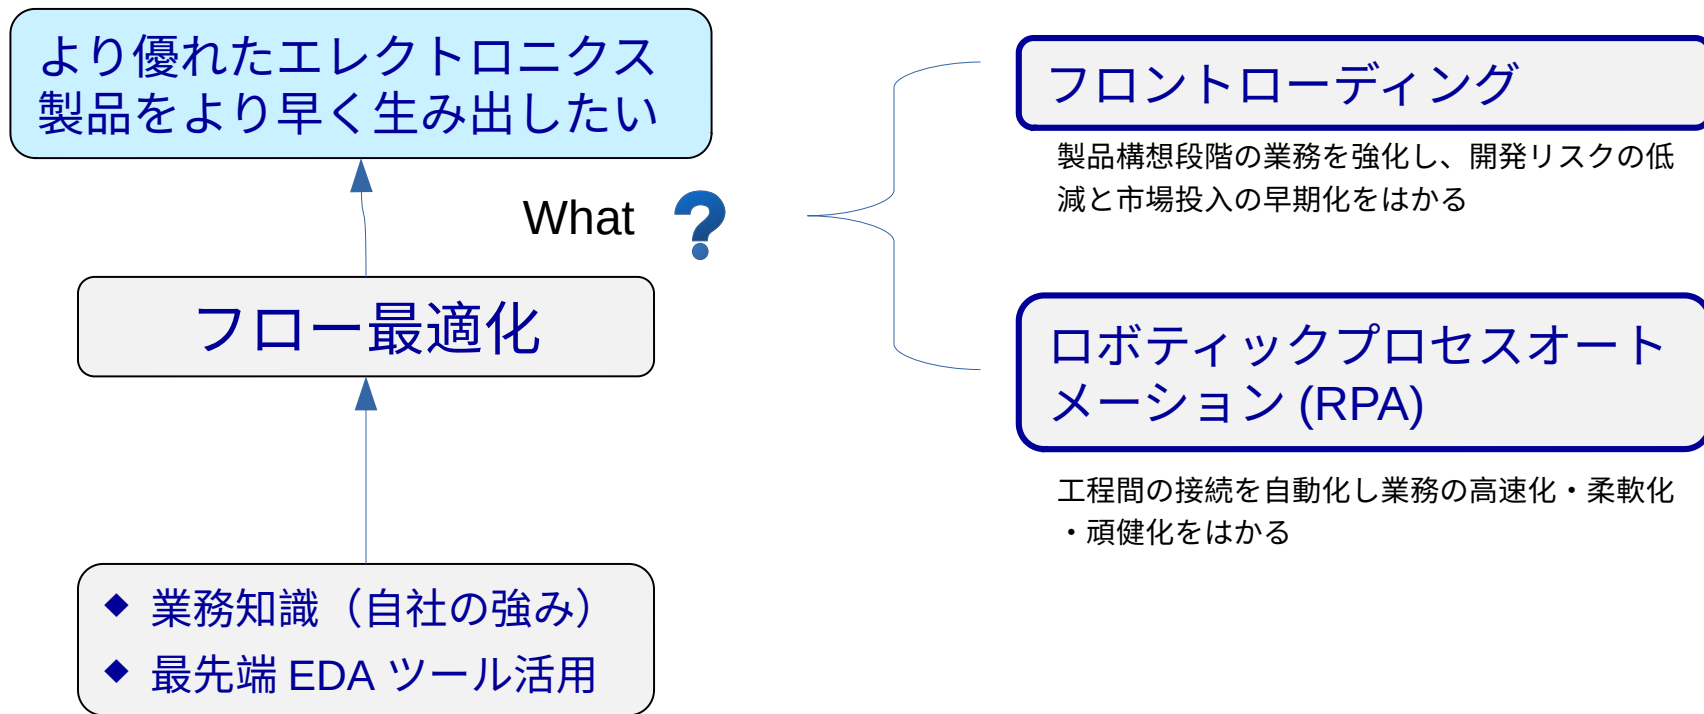 より優れたエレクトロニクス
製品をより早く生み出したい
What
フロー最適化
◆ 業務知識（自社の強み）
◆ 最先端 EDA ツール活用
フロントローディング
製品構想段階の業務を強化し、開発リスクの低
減と市場投入の早期化をはかる
ロボティックプロセスオート
メーション (RPA)
工程間の接続を自動化し業務の高速化・柔軟化
・頑健化をはかる